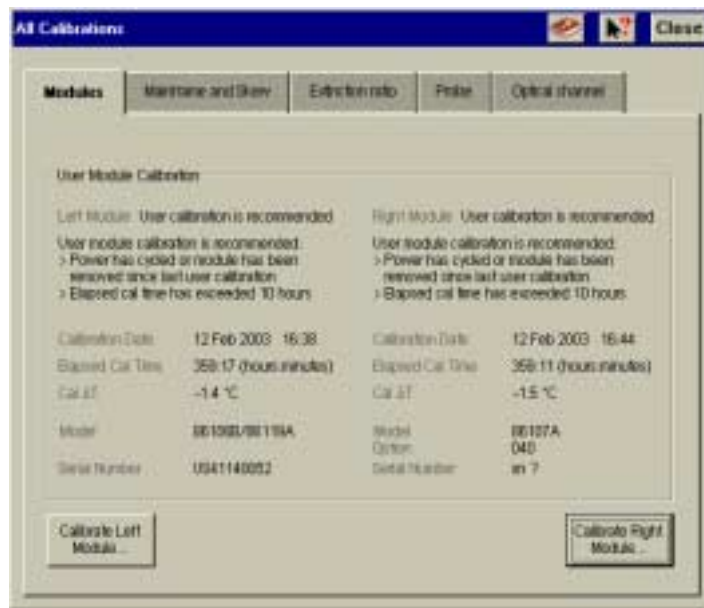 All Calibrations
Close
Modules
Mainframe and Skew
Extinction ratio
Probe
Optical channel
User Module Calibration
Left Module User calibration is recommended
User module calibration is recommended:
> Power has cycled or module has been
removed since last user calibration
> Elapsed cal time has exceeded 10 hours
Calibration Date 12 Feb 2003 16:38
Elapsed Cal Time 359:17 (hours:minutes)
Cal ΔT -1.4 °C
Model
Serial Number
Right Module User calibration is recommended
User module calibration is recommended:
> Power has cycled or module has been
removed since last user calibration
> Elapsed cal time has exceeded 10 hours
Calibration Date 12 Feb 2003 16:44
Elapsed Cal Time 359:11 (hours:minutes)
Cal ΔT -1.5 °C
Model 86107A
Option 040
Serial Number
Calibrate Left
Module...
Calibrate Right
Module...